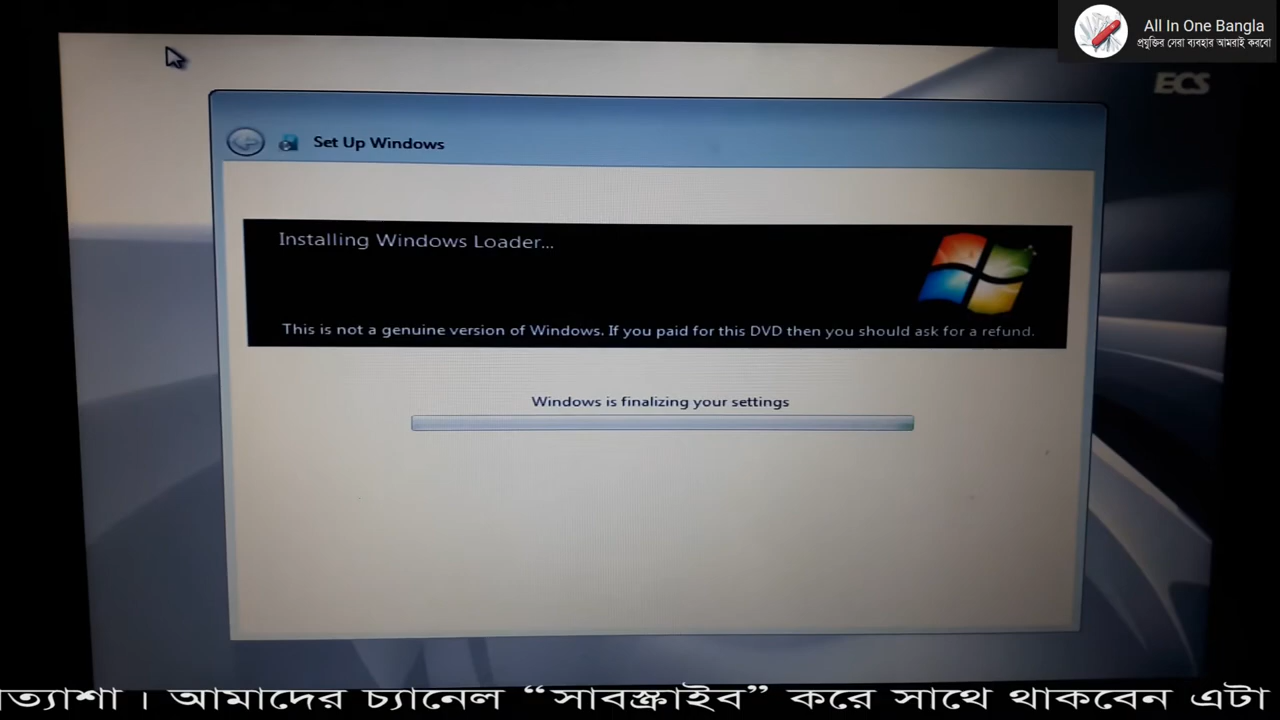 All In One Bangla
প্রযুক্তির সেরা ব্যবহার আমরাই করবো
ECS
Set Up Windows
Installing Windows Loader...
This is not a genuine version of Windows. If you paid for this DVD then you should ask for a refund.
Windows is finalizing your settings
ত্যাশা । আমাদের চ্যানেল “সাবস্ক্রাইব” করে সাথে থাকবেন এটা